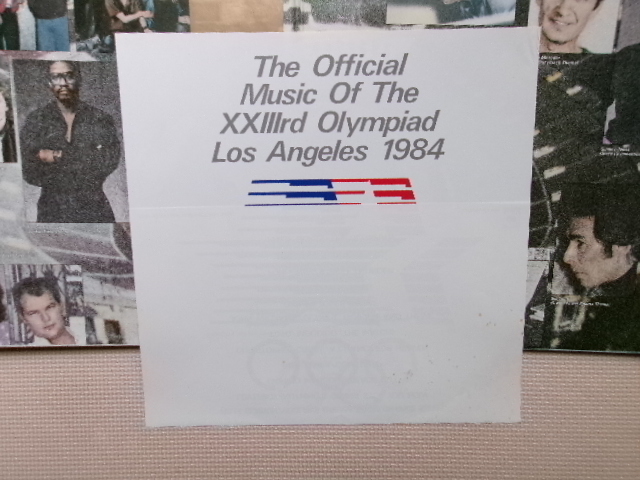 The Official
Music Of The
XXIIIrd Olympiad
Los Angeles 1984